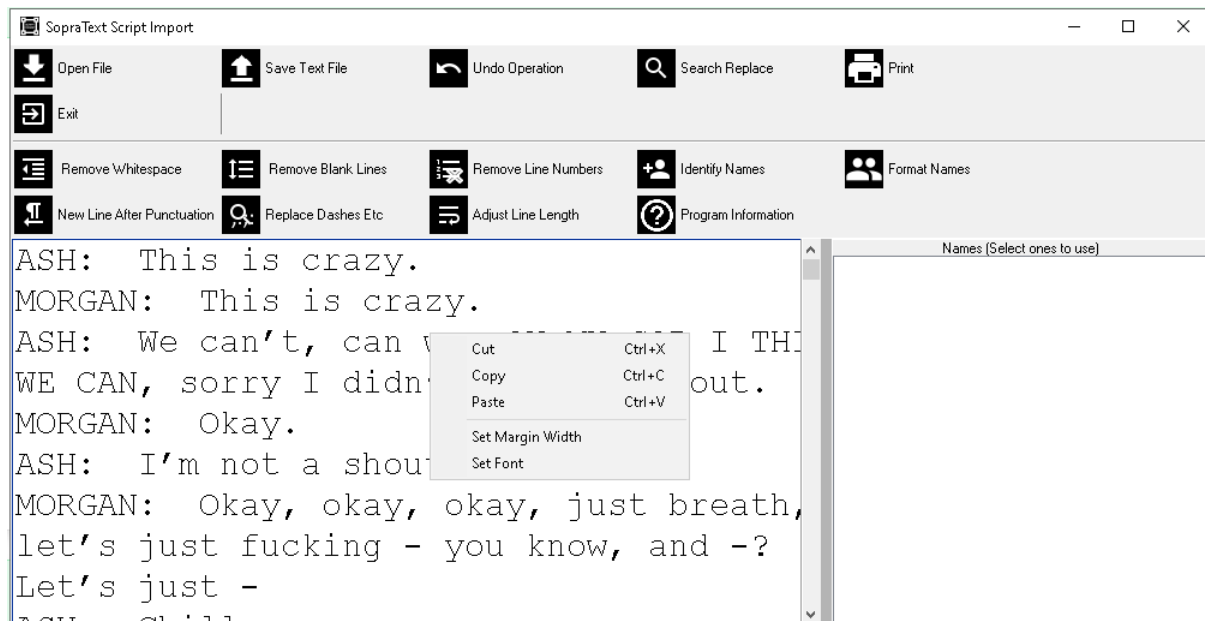 SopraText Script Import
Open File
Save Text File
Undo Operation
Search Replace
Print
Exit
Remove Whitespace
Remove Blank Lines
Remove Line Numbers
Identify Names
Format Names
New Line After Punctuation
Replace Dashes Etc
Adjust Line Length
Program Information
Names (Select ones to use)
ASH: This is crazy.
MORGAN: This is crazy.
ASH: We can't, can I
WE CAN, sorry I out.
MORGAN: Okay.
ASH: I'm not a
MORGAN: Okay, okay, okay, just breath,
let's just fucking - you know, and -?
Let's just -
Cut Ctrl+X
Copy Ctrl+C
Paste Ctrl+V
Set Margin Width
Set Font